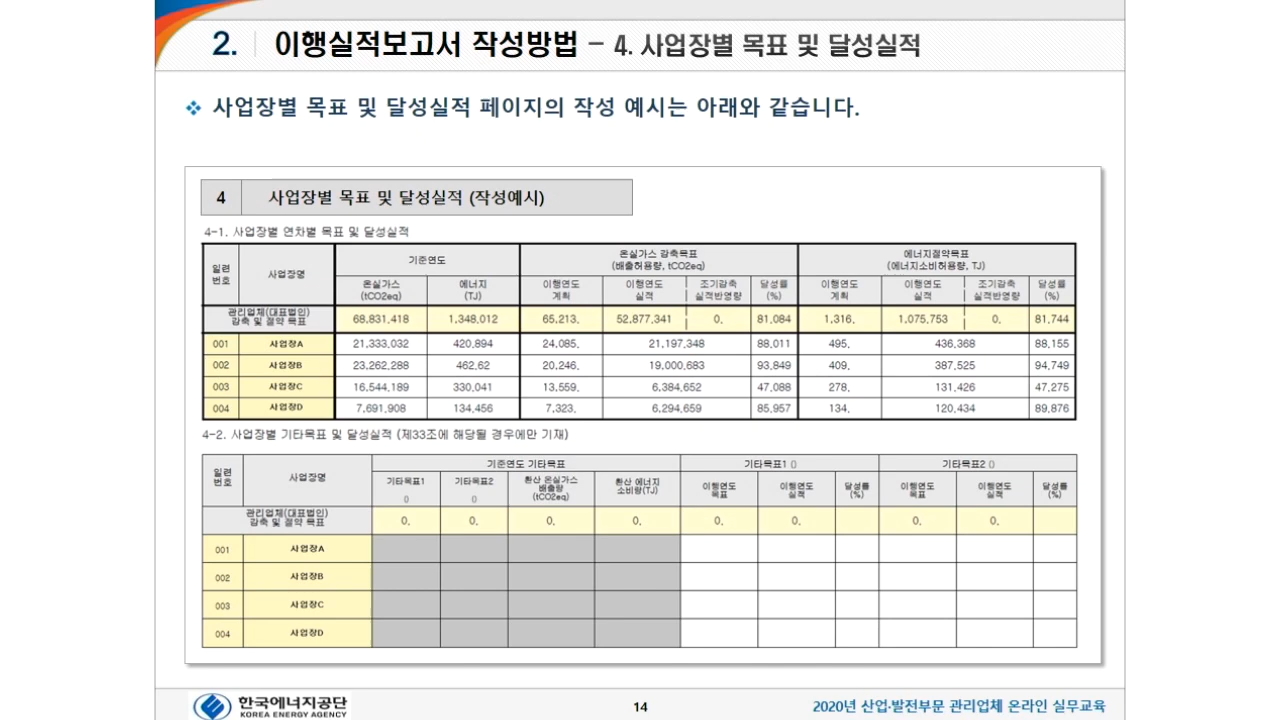 2. 이행실적보고서 작성방법 – 4. 사업장별 목표 및 달성실적
❖ 사업장별 목표 및 달성실적 페이지의 작성 예시는 아래와 같습니다.
4 사업장별 목표 및 달성실적 (작성예시)
4-1. 사업장별 연차별 목표 및 달성실적
일련번호 사업장명 기준연도 온실가스 감축목표 (배출허용량, tCO2eq) 에너지절약목표 (에너지소비허용량, TJ)
온실가스 (tCO2eq) 에너지 (TJ) 이행연도 계획 이행연도 실적 조기감축 실적반영량 달성률 (%) 이행연도 계획 이행연도 실적 조기감축 실적반영량 달성률 (%)
관리업체(대표법인) 감축 및 절약 목표 68,831,418 1,348,012 65,213. 52,877,341 0. 81,084 1,316. 1,075,753 0. 81,744
001 사업장A 21,333,032 420,894 24,085. 21,197,348 88,011 495. 436,368 88,155
002 사업장B 23,262,288 462,62 20,246. 19,000,683 93,849 409. 387,525 94,749
003 사업장C 16,544,189 330,041 13,559. 6,384,652 47,088 278. 131,426 47,275
004 사업장D 7,691,908 134,456 7,323. 6,294,659 85,957 134. 120,434 89,876
4-2. 사업장별 기타목표 및 달성실적 (제33조에 해당될 경우에만 기재)
일련번호 사업장명 기준연도 기타목표 기타목표1 () 기타목표2 ()
기타목표1 () 기타목표2 () 환산 온실가스 배출량 (tCO2eq) 환산 에너지 소비량(TJ) 이행연도 목표 이행연도 실적 달성률 (%) 이행연도 목표 이행연도 실적 달성률 (%)
관리업체(대표법인) 감축 및 절약 목표 0. 0. 0. 0. 0. 0. 0. 0.
001 사업장A
002 사업장B
003 사업장C
004 사업장D
한국에너지공단
KOREA ENERGY AGENCY
14
2020년 산업·발전부문 관리업체 온라인 실무교육